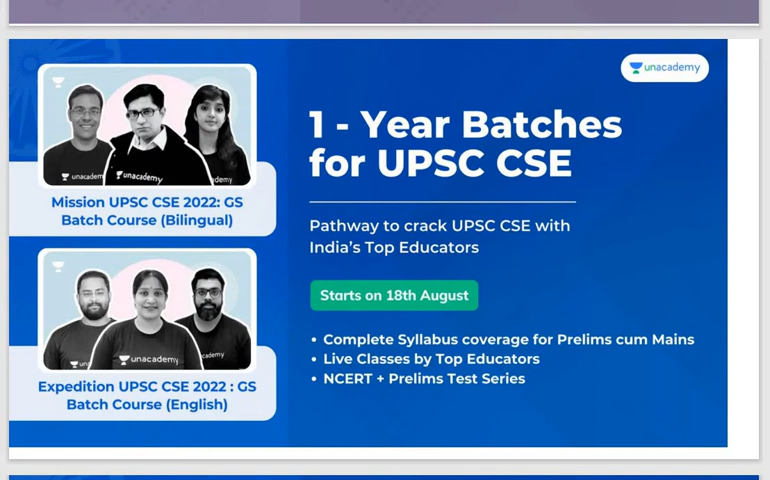 unacademy
1 - Year Batches
for UPSC CSE
Pathway to crack UPSC CSE with
India's Top Educators
Starts on 18th August
• Complete Syllabus coverage for Prelims cum Mains
• Live Classes by Top Educators
• NCERT + Prelims Test Series
unacadem
unacademy
Mission UPSC CSE 2022: GS
Batch Course (Bilingual)
unacademy
cademy
Expedition UPSC CSE 2022 : GS
Batch Course (English)